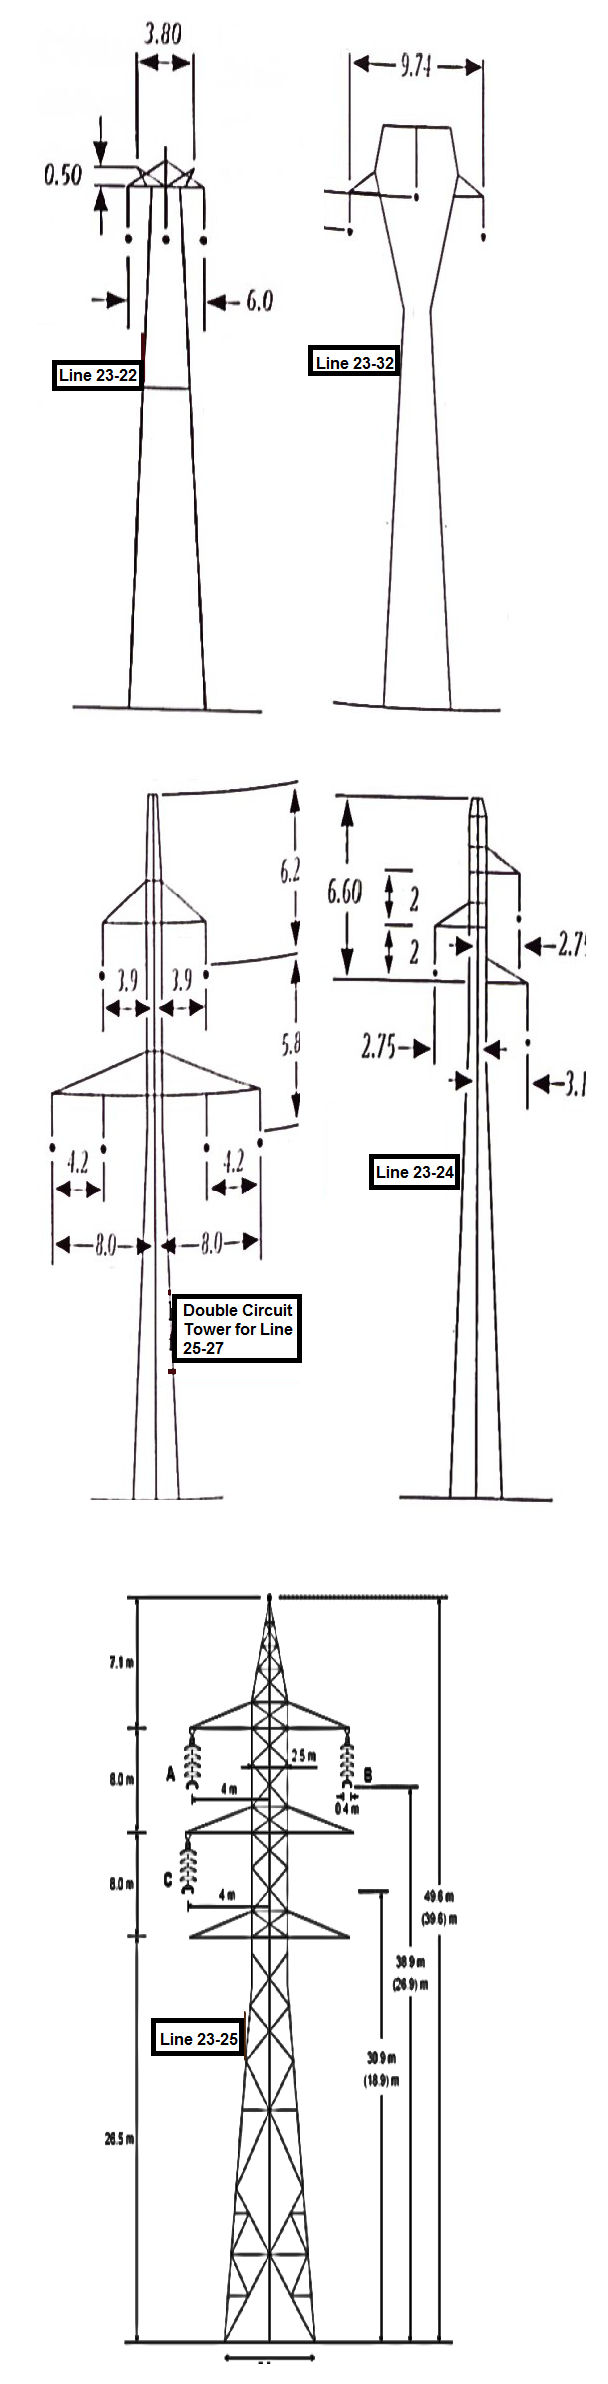 3.80
9.74
0.50
6.0
Line 23-22
Line 23-32
6.2
6.60
2
3.9
3.9
2
2.75
5.8
2.75
4.2
4.2
Line 23-24
3.1
8.0
8.0
Double Circuit
Tower for Line
25-27
7.1 m
A
B
2.5 m
4 m
0.4 m
8.0 m
C
8.0 m
4 m
49.6 m
(39.6) m
38.9 m
(26.9) m
Line 23-25
30.9 m
(18.9) m
26.5 m